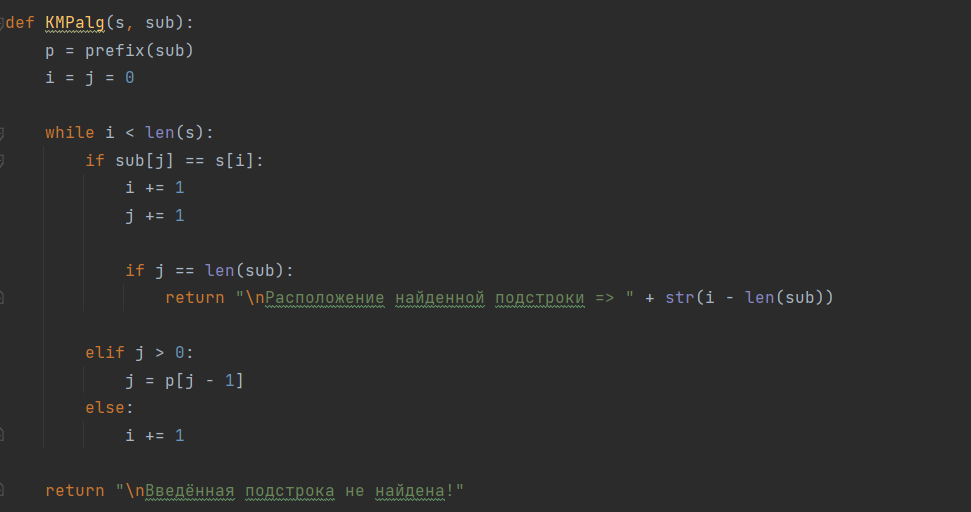 def KMPalg(s, sub):
    p = prefix(sub)
    i = j = 0
    while i < len(s):
        if sub[j] == s[i]:
            i += 1
            j += 1
            if j == len(sub):
                return "\nРасположение найденной подстроки => " + str(i - len(sub))
        elif j > 0:
            j = p[j - 1]
        else:
            i += 1
    return "\nВведённая подстрока не найдена!"